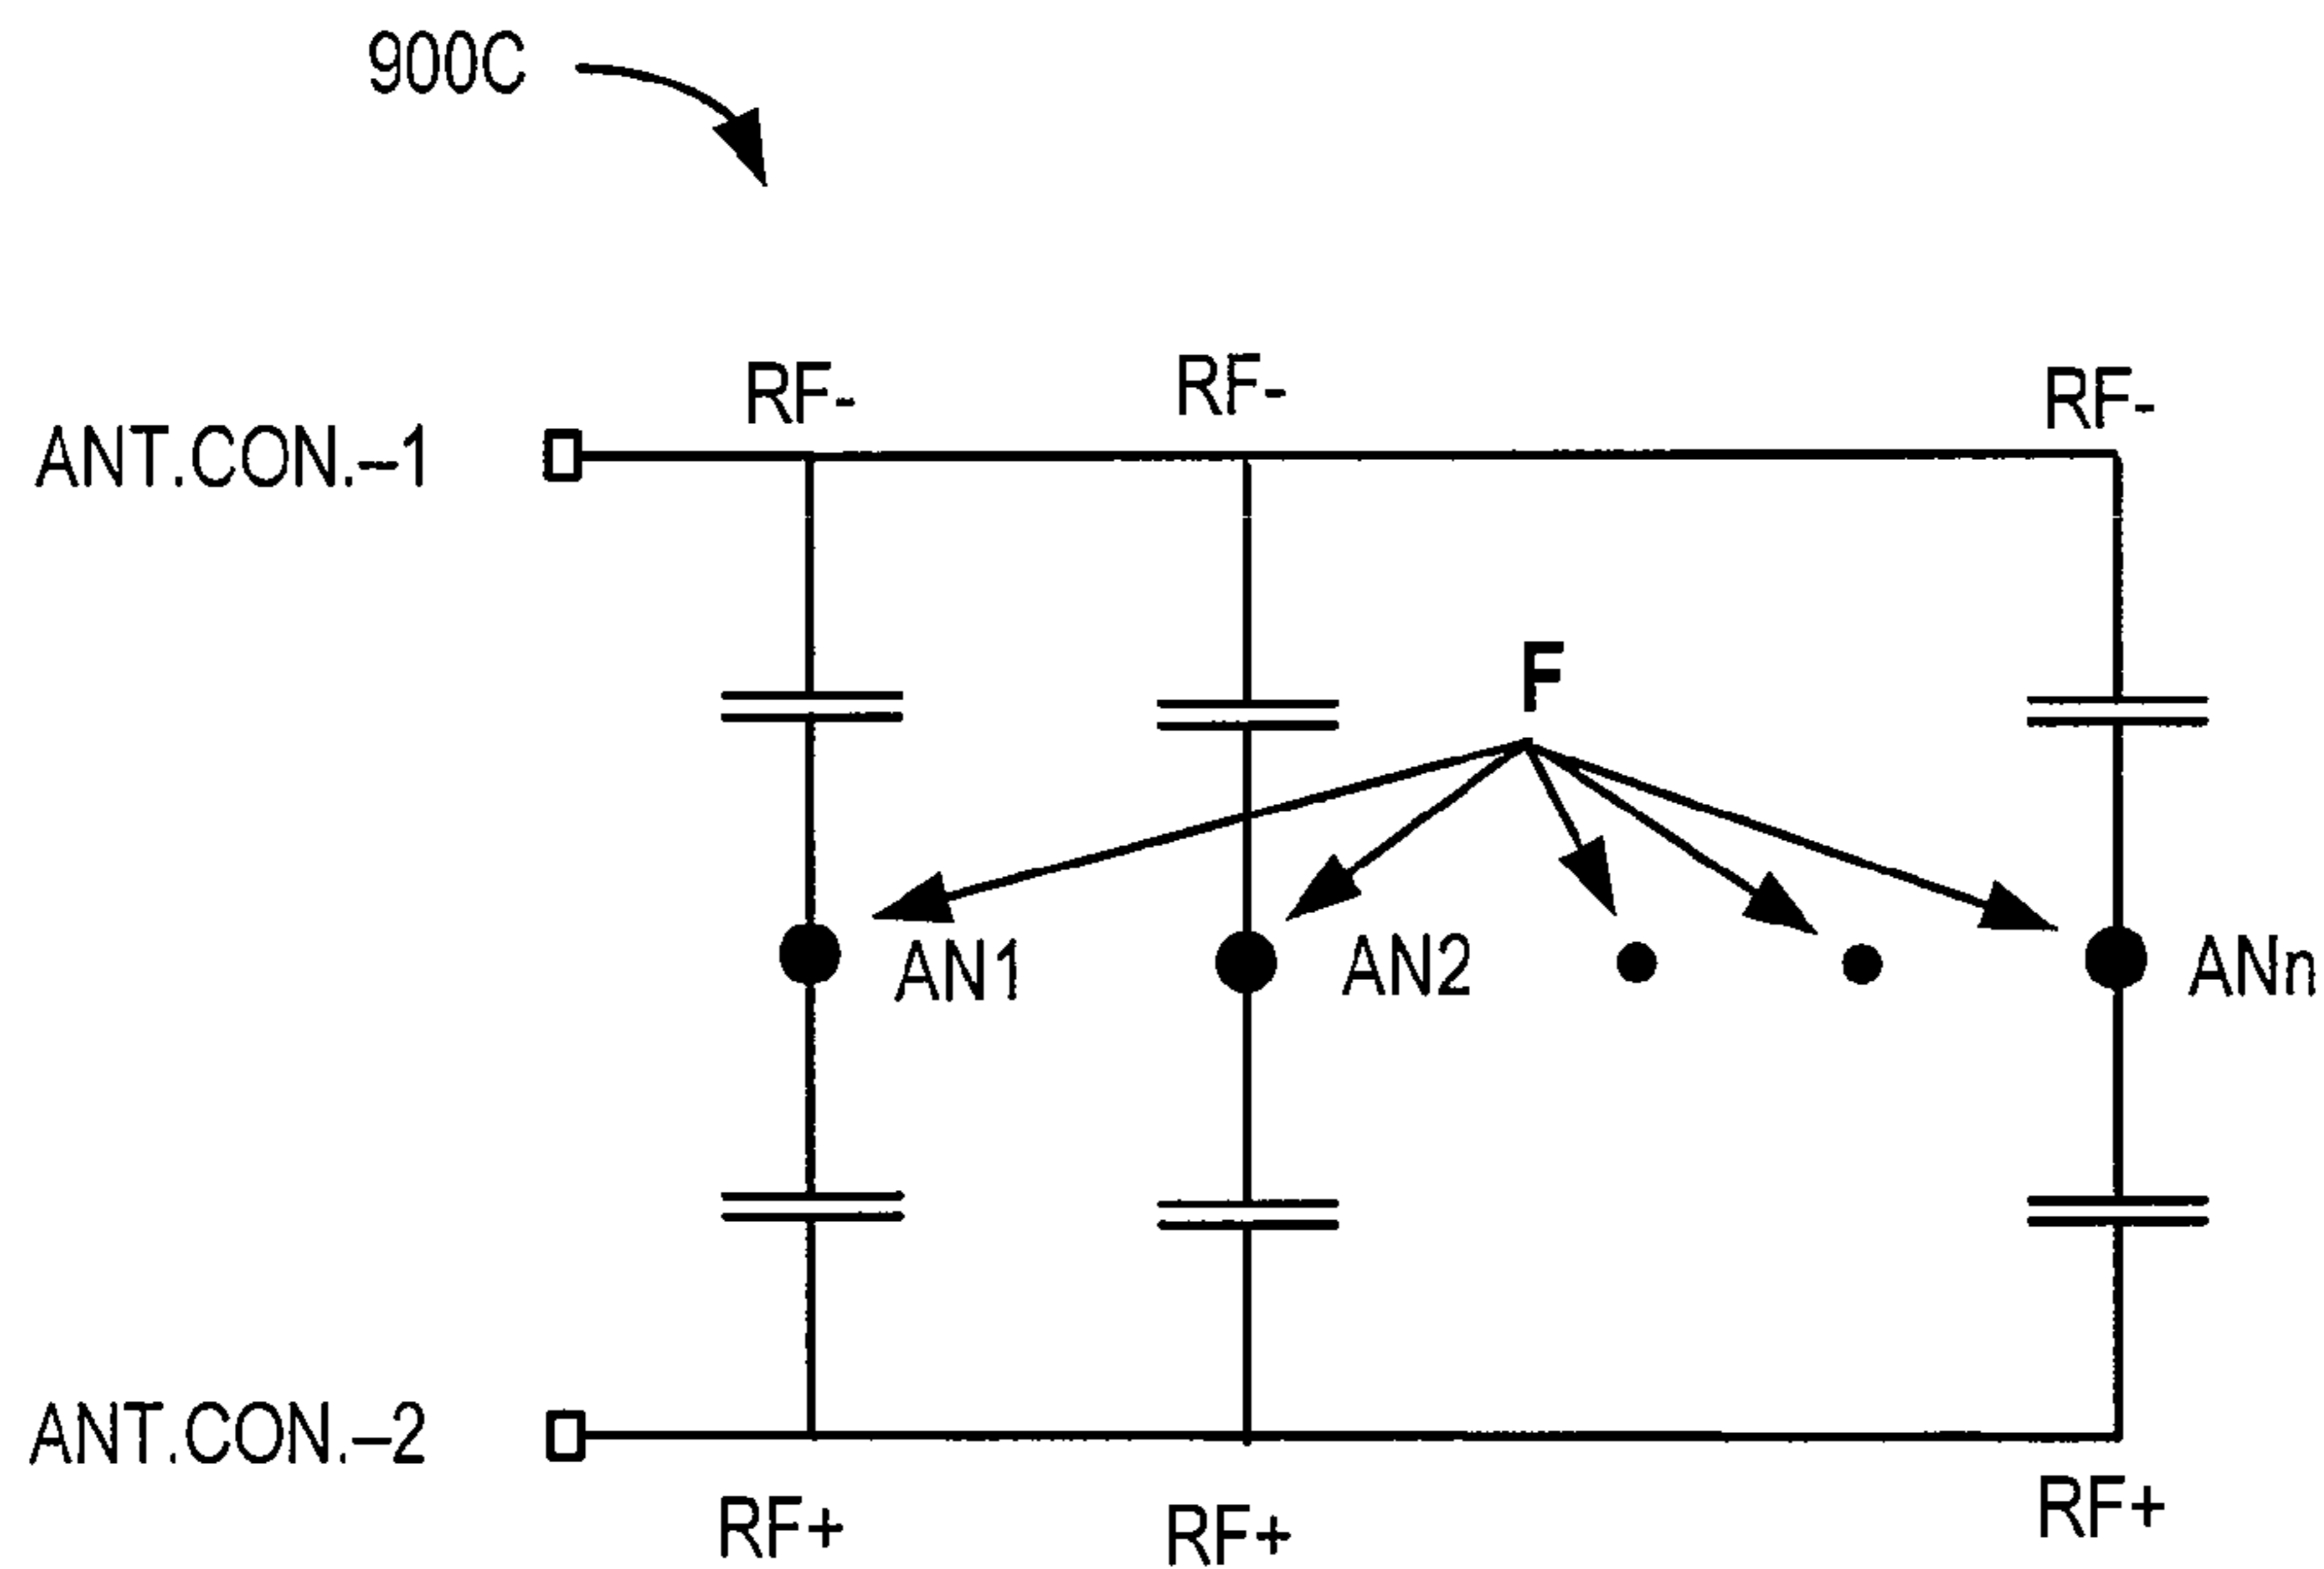 900C
RF- RF- RF-
ANT.CON.–1
F
AN1 AN2 ANn
ANT.CON.–2
RF+ RF+ RF+